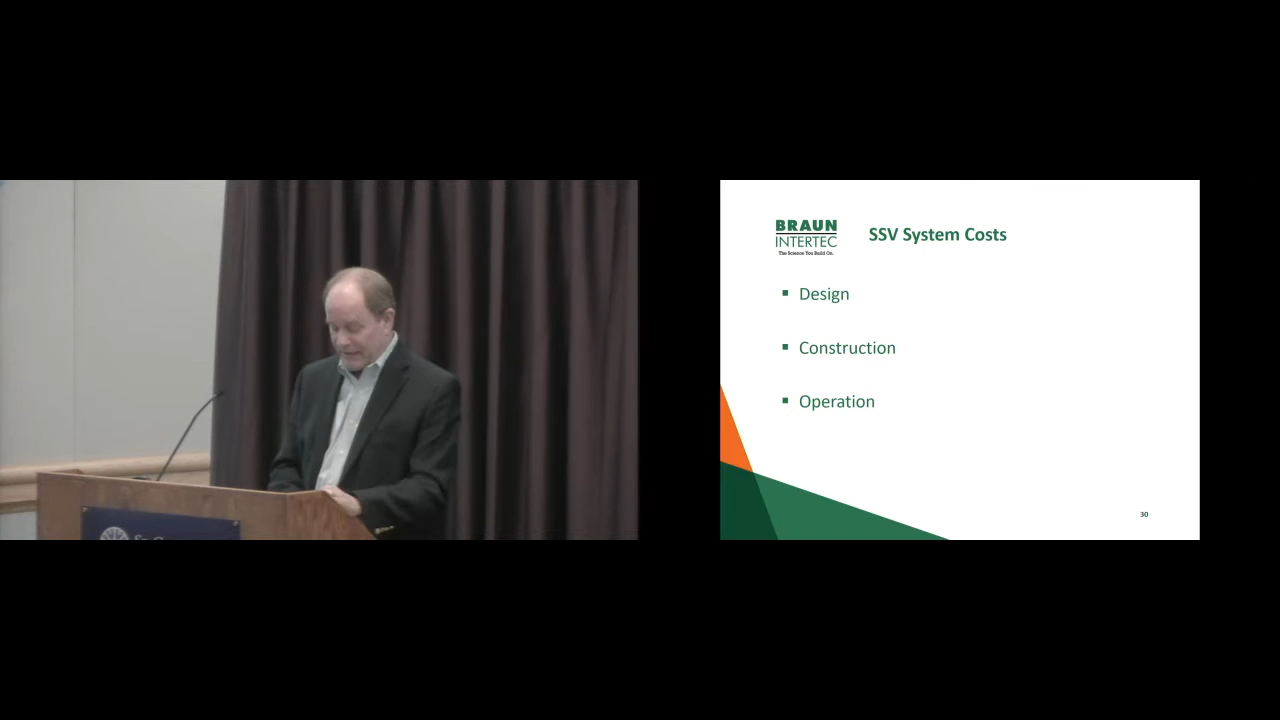 BRAUN
INTERTEC
The Science You Build On.
SSV System Costs
▪ Design
▪ Construction
▪ Operation
30